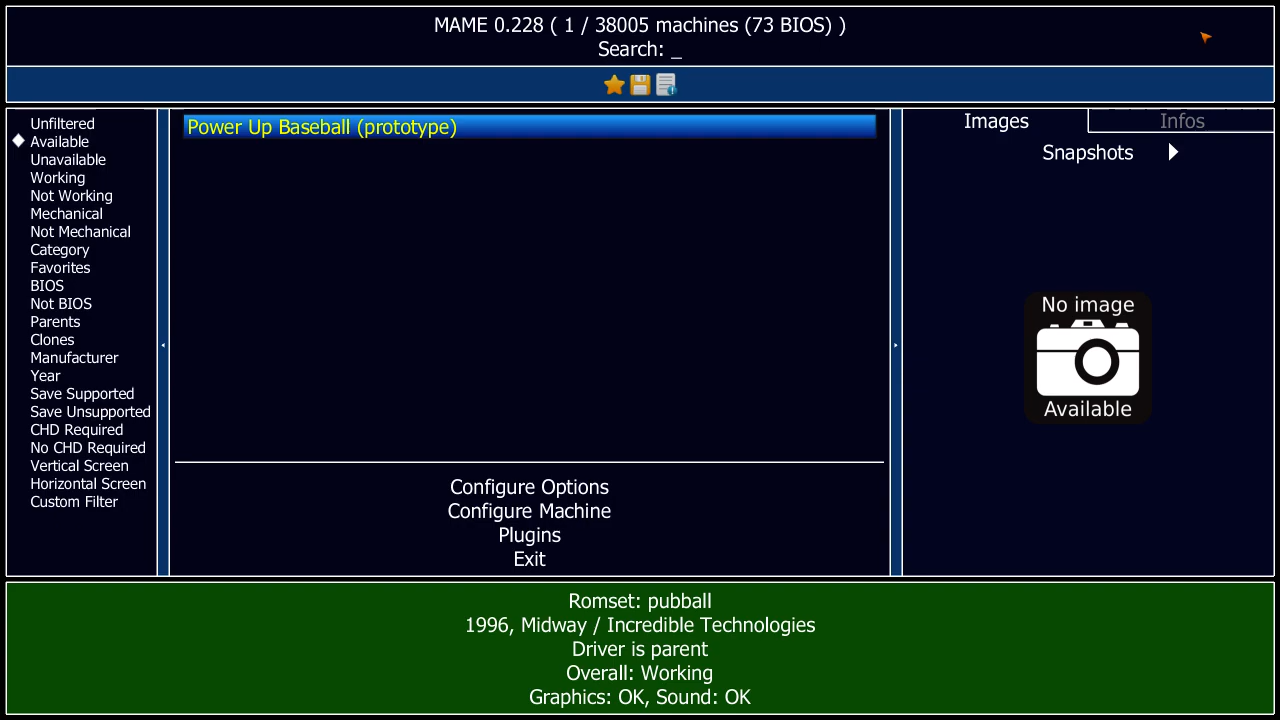 MAME 0.228 ( 1 / 38005 machines (73 BIOS) )
Search: _
Unfiltered
Available
Unavailable
Working
Not Working
Mechanical
Not Mechanical
Category
Favorites
BIOS
Not BIOS
Parents
Clones
Manufacturer
Year
Save Supported
Save Unsupported
CHD Required
No CHD Required
Vertical Screen
Horizontal Screen
Custom Filter
Power Up Baseball (prototype)
Configure Options
Configure Machine
Plugins
Exit
Images
Infos
Snapshots
No image
Available
Romset: pubball
1996, Midway / Incredible Technologies
Driver is parent
Overall: Working
Graphics: OK, Sound: OK